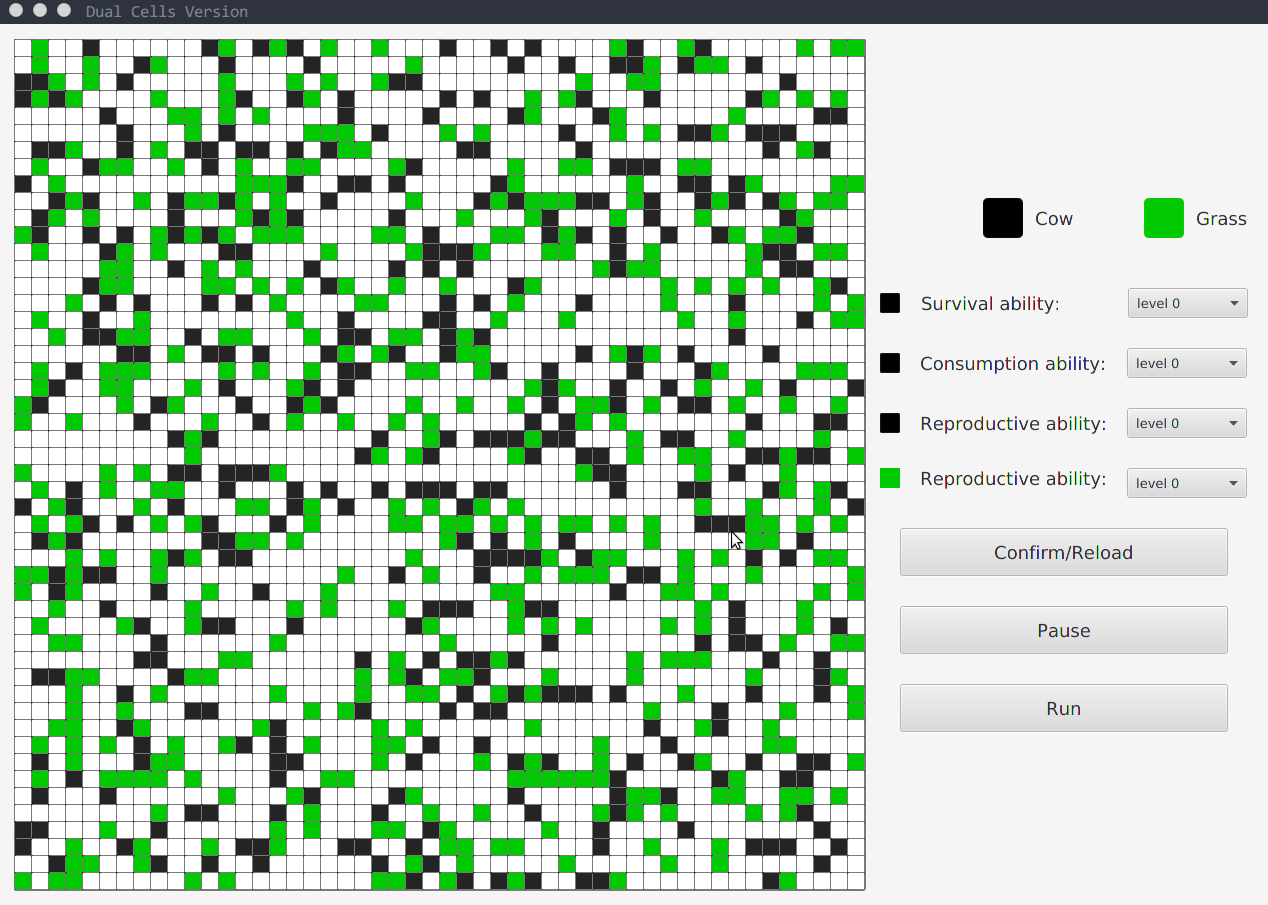 Dual Cells Version
Cow Grass
Survival ability: level 0
Consumption ability: level 0
Reproductive ability: level 0
Reproductive ability: level 0
Confirm/Reload
Pause
Run